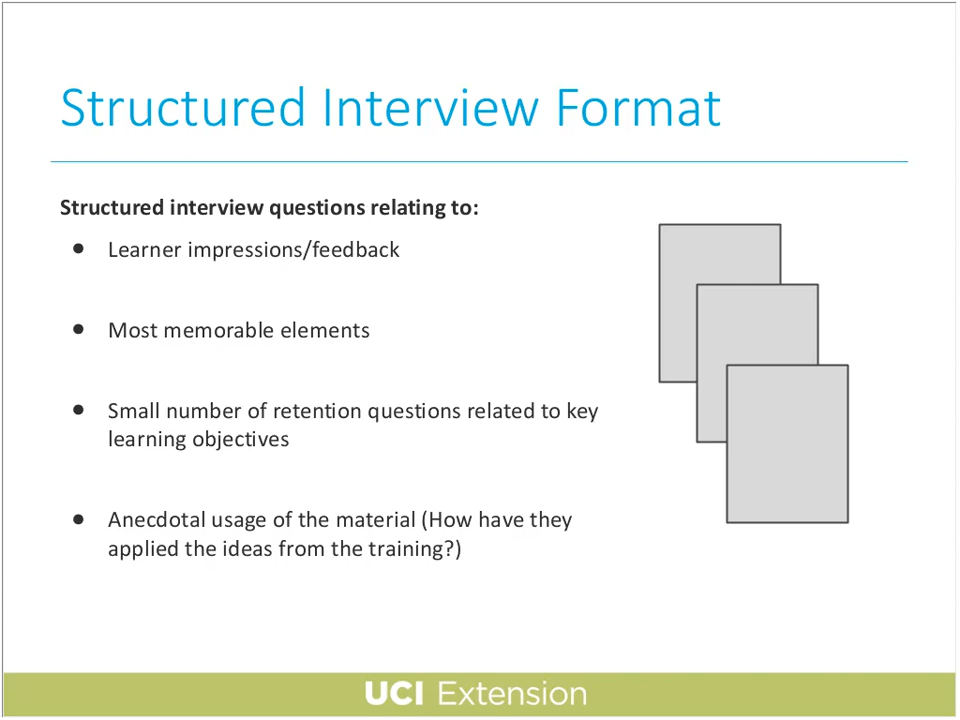 Structured Interview Format
Structured interview questions relating to:
● Learner impressions/feedback
● Most memorable elements
● Small number of retention questions related to key
learning objectives
● Anecdotal usage of the material (How have they
applied the ideas from the training?)
UCI Extension